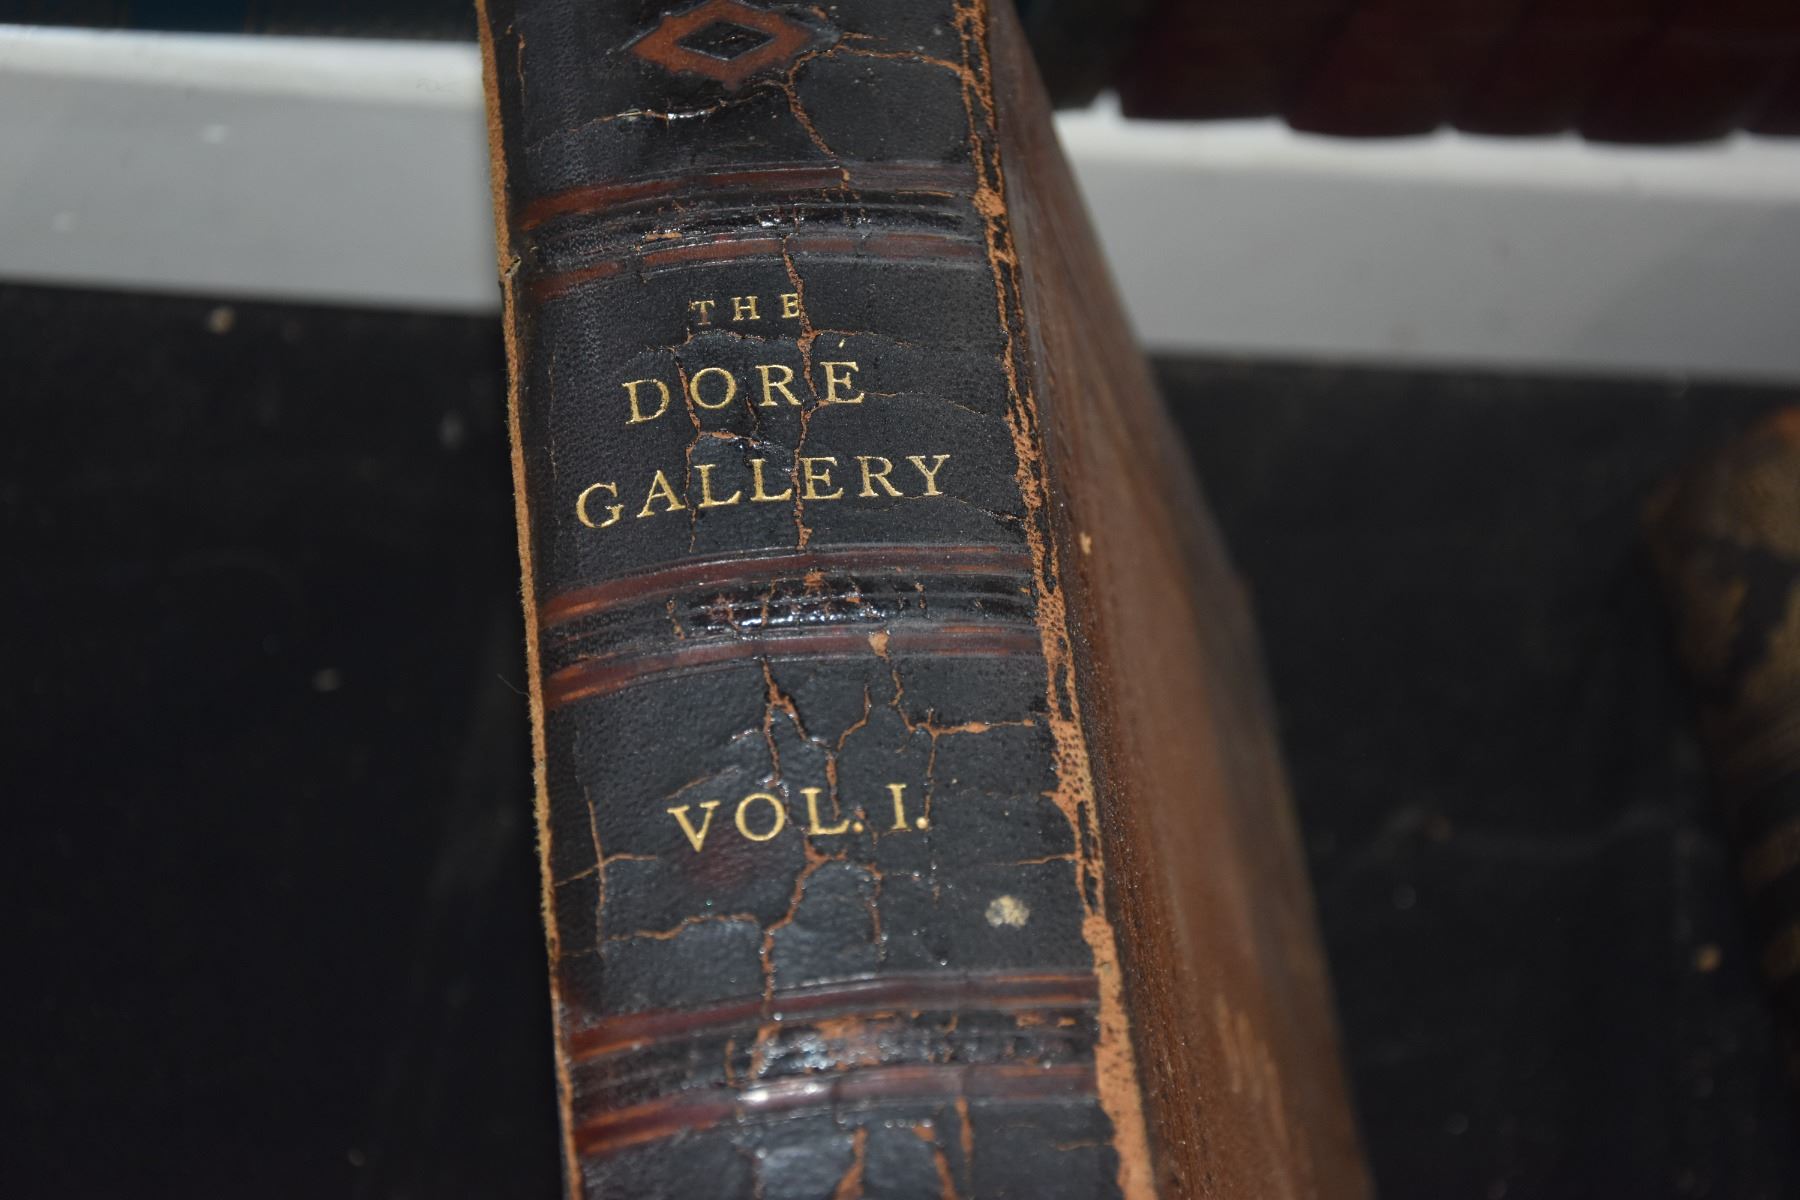 THE
DORÉ
GALLERY
VOL. I.